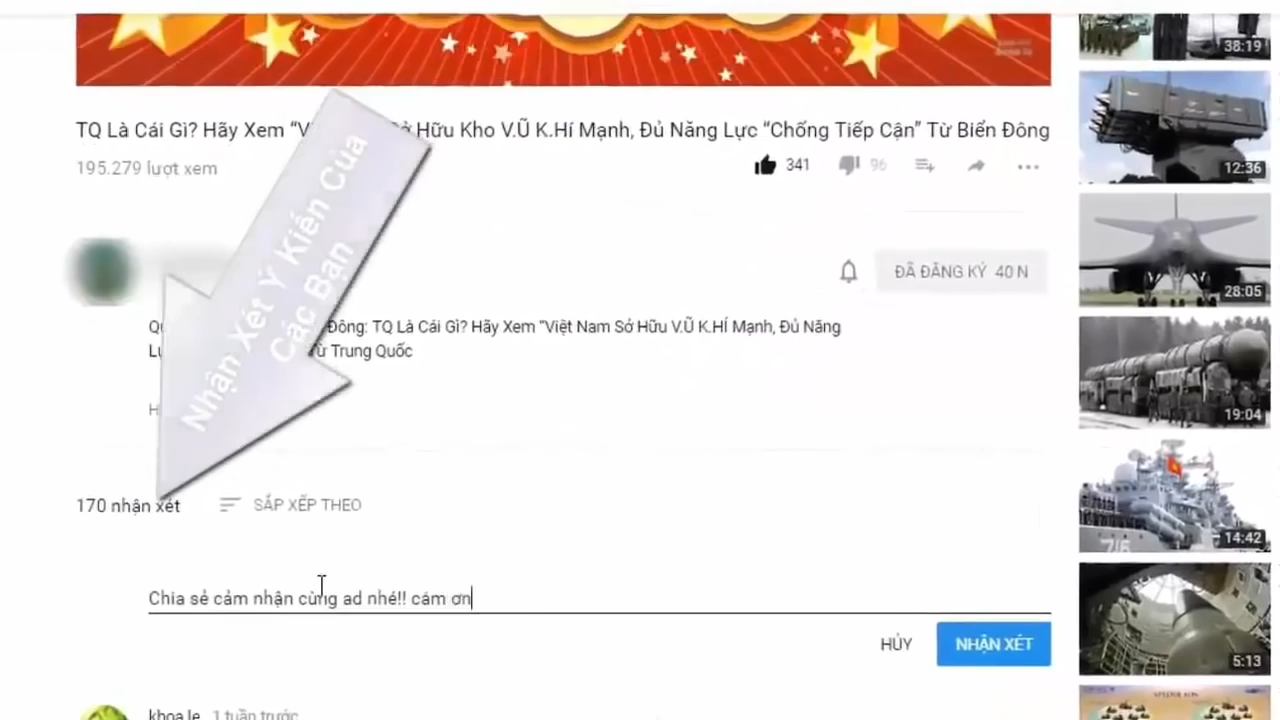 38:19
TQ Là Cái Gì? Hãy Xem “V Sở Hữu Kho V.Ũ K.Hí Mạnh, Đủ Năng Lực “Chống Tiếp Cận” Từ Biển Đông
195.279 lượt xem
341
96
12:36
Nhận Xét Ý Kiến Của
Các Bạn
28:05
ĐÃ ĐĂNG KÝ 40 N
Đông: TQ Là Cái Gì? Hãy Xem “Việt Nam Sở Hữu V.Ũ K.HÍ Mạnh, Đủ Năng
Từ Trung Quốc
19:04
170 nhận xét
SẮP XẾP THEO
14:42
Chia sẻ cảm nhận cùng ad nhé!! cám ơn
HỦY
NHẬN XÉT
5:13
khoa le 1 tuần trước